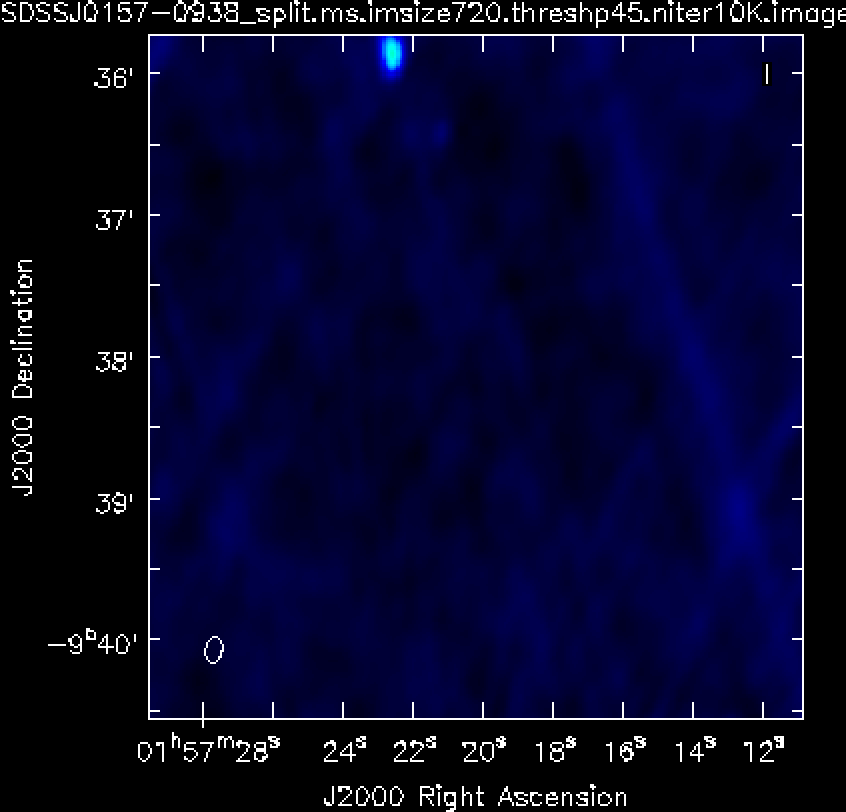 SDSSJ0157-0938_split.ms.imsize720.threshp45.niter10K.image
I
36'
37'
38'
39'
-9°40'
J2000 Declination
01ʰ57ᵐ28ˢ 24ˢ 22ˢ 20ˢ 18ˢ 16ˢ 14ˢ 12ˢ
J2000 Right Ascension